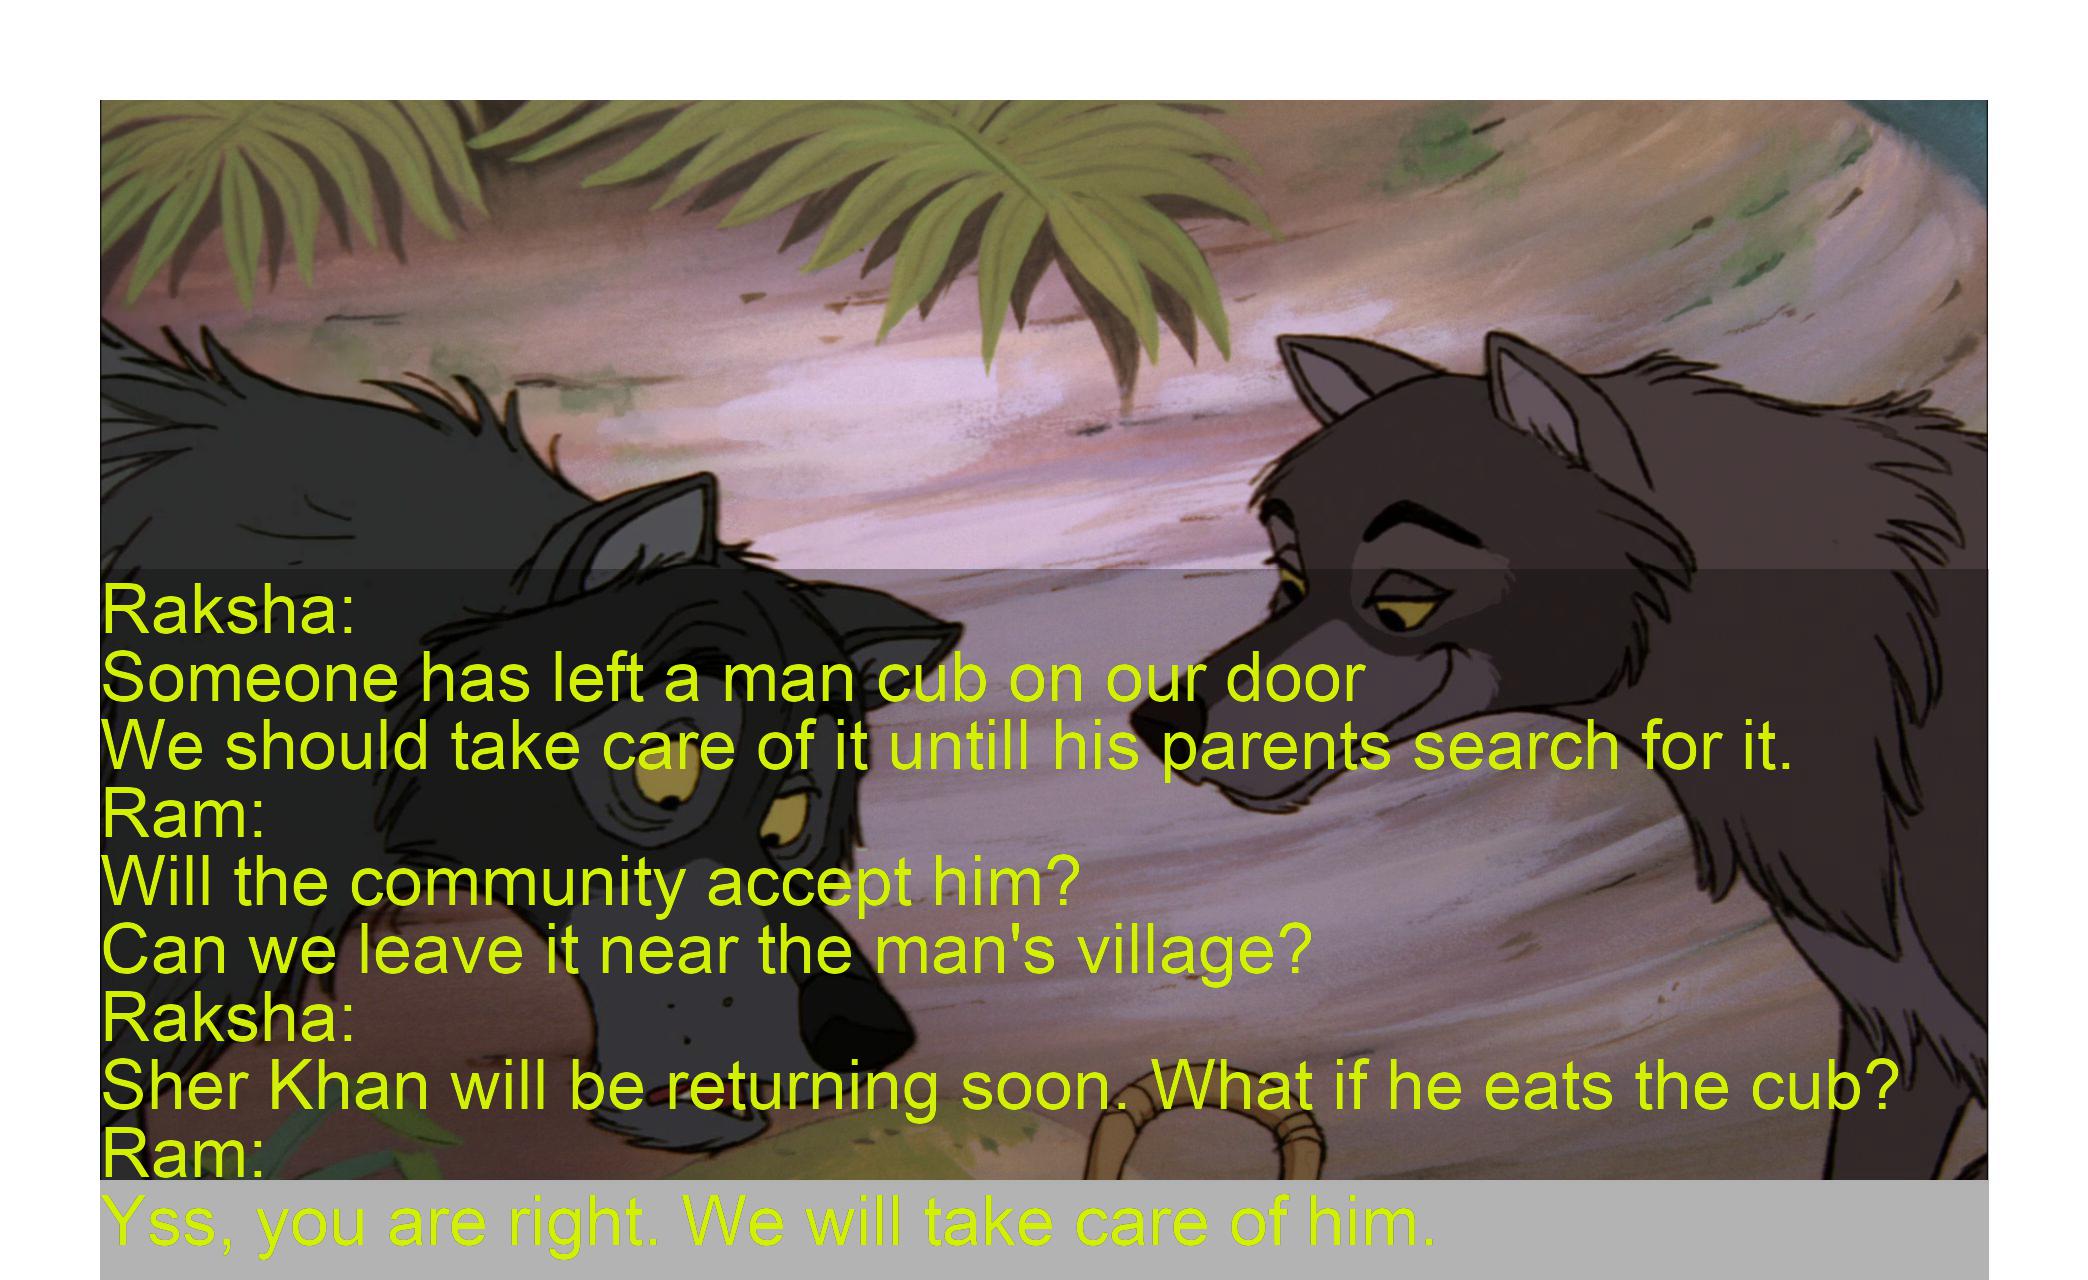 Raksha:
Someone has left a man cub on our door
We should take care of it untill his parents search for it.
Ram:
Will the community accept him?
Can we leave it near the man's village?
Raksha:
Sher Khan will be returning soon. What if he eats the cub?
Ram:
Yss, you are right. We will take care of him.